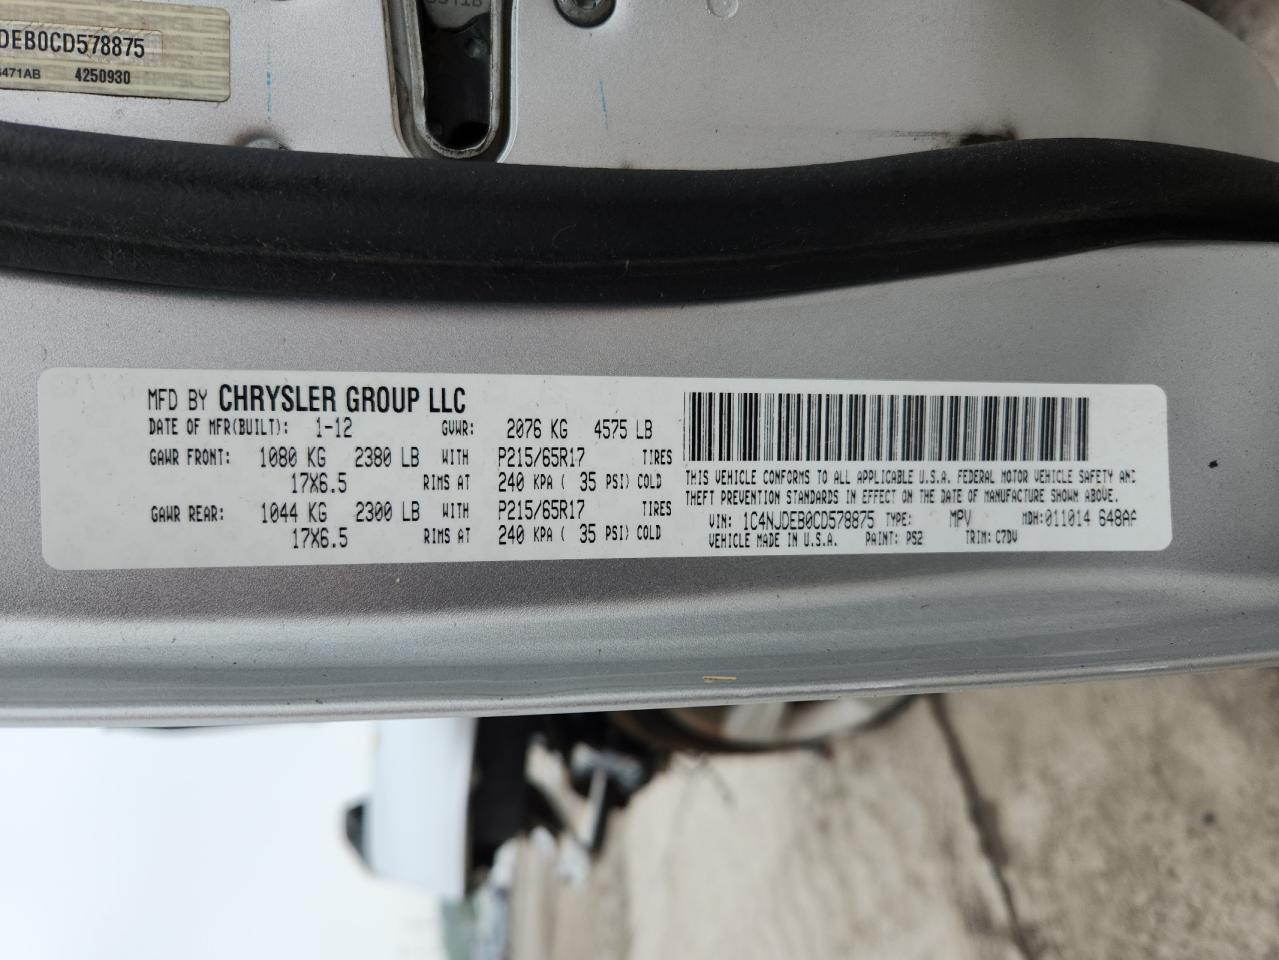 DEB0CD578875
471AB 4250930
MFD BY CHRYSLER GROUP LLC
DATE OF MFR(BUILT): 1-12 GVWR: 2076 KG 4575 LB
GAWR FRONT: 1080 KG 2380 LB WITH P215/65R17 TIRES
17X6.5 RIMS AT 240 KPA ( 35 PSI) COLD
GAWR REAR: 1044 KG 2300 LB WITH P215/65R17 TIRES
17X6.5 RIMS AT 240 KPA ( 35 PSI) COLD
THIS VEHICLE CONFORMS TO ALL APPLICABLE U.S.A. FEDERAL MOTOR VEHICLE SAFETY AND
THEFT PREVENTION STANDARDS IN EFFECT ON THE DATE OF MANUFACTURE SHOWN ABOVE.
VIN: 1C4NJDEB0CD578875 TYPE: MPV MDH:011014 648AA
VEHICLE MADE IN U.S.A. PAINT: PS2 TRIM: C7DV